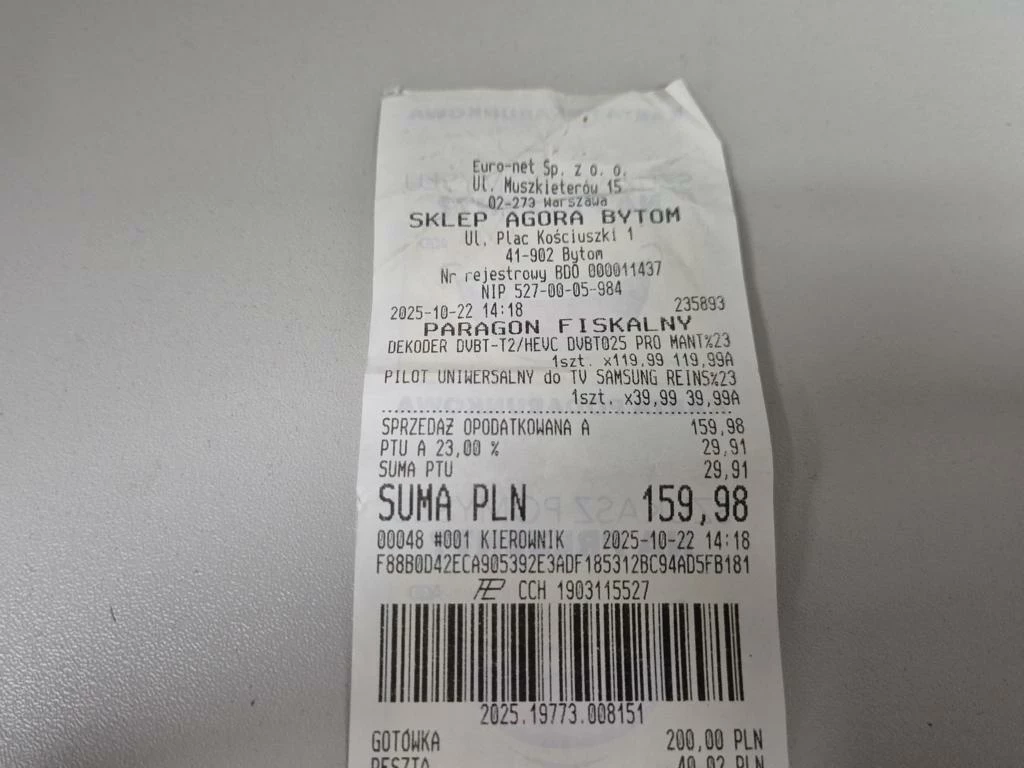 Euro-net Sp. z o. o.
Ul. Muszkieterów 15
02-273 Warszawa
SKLEP AGORA BYTOM
Ul. Plac Kościuszki 1
41-902 Bytom
Nr rejestrowy BDO 000011437
NIP 527-00-05-984
2025-10-22 14:18 235893
PARAGON FISKALNY
DEKODER DVBT-T2/HEVC DVBT025 PRO MANT%23
1szt. x119,99 119,99A
PILOT UNIWERSALNY do TV SAMSUNG REINS%23
1szt. x39,99 39,99A
SPRZEDAŻ OPODATKOWANA A 159,98
PTU A 23,00 % 29,91
SUMA PTU 29,91
SUMA PLN 159,98
00048 #001 KIEROWNIK 2025-10-22 14:18
F88B0D42ECA905392E3ADF185312BC94AD5FB181
CCH 1903115527
2025.19773.008151
GOTÓWKA 200,00 PLN
RESZTA 40,02 PLN